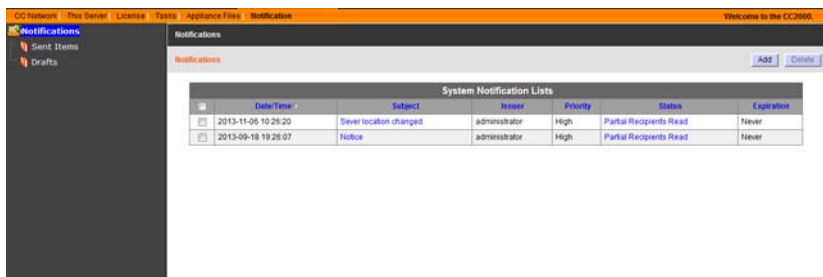 CC Network This Server License Tasks Appliance Files Notification Welcome to the CC2000.
Notifications
Sent Items
Drafts
Notifications
Notifications Add Delete
System Notification Lists
Date/Time Subject Issuer Priority Status Expiration
2013-11-06 10:26:20 Sever location changed administrator High Partial Recipients Read Never
2013-09-18 19:26:07 Notice administrator High Partial Recipients Read Never